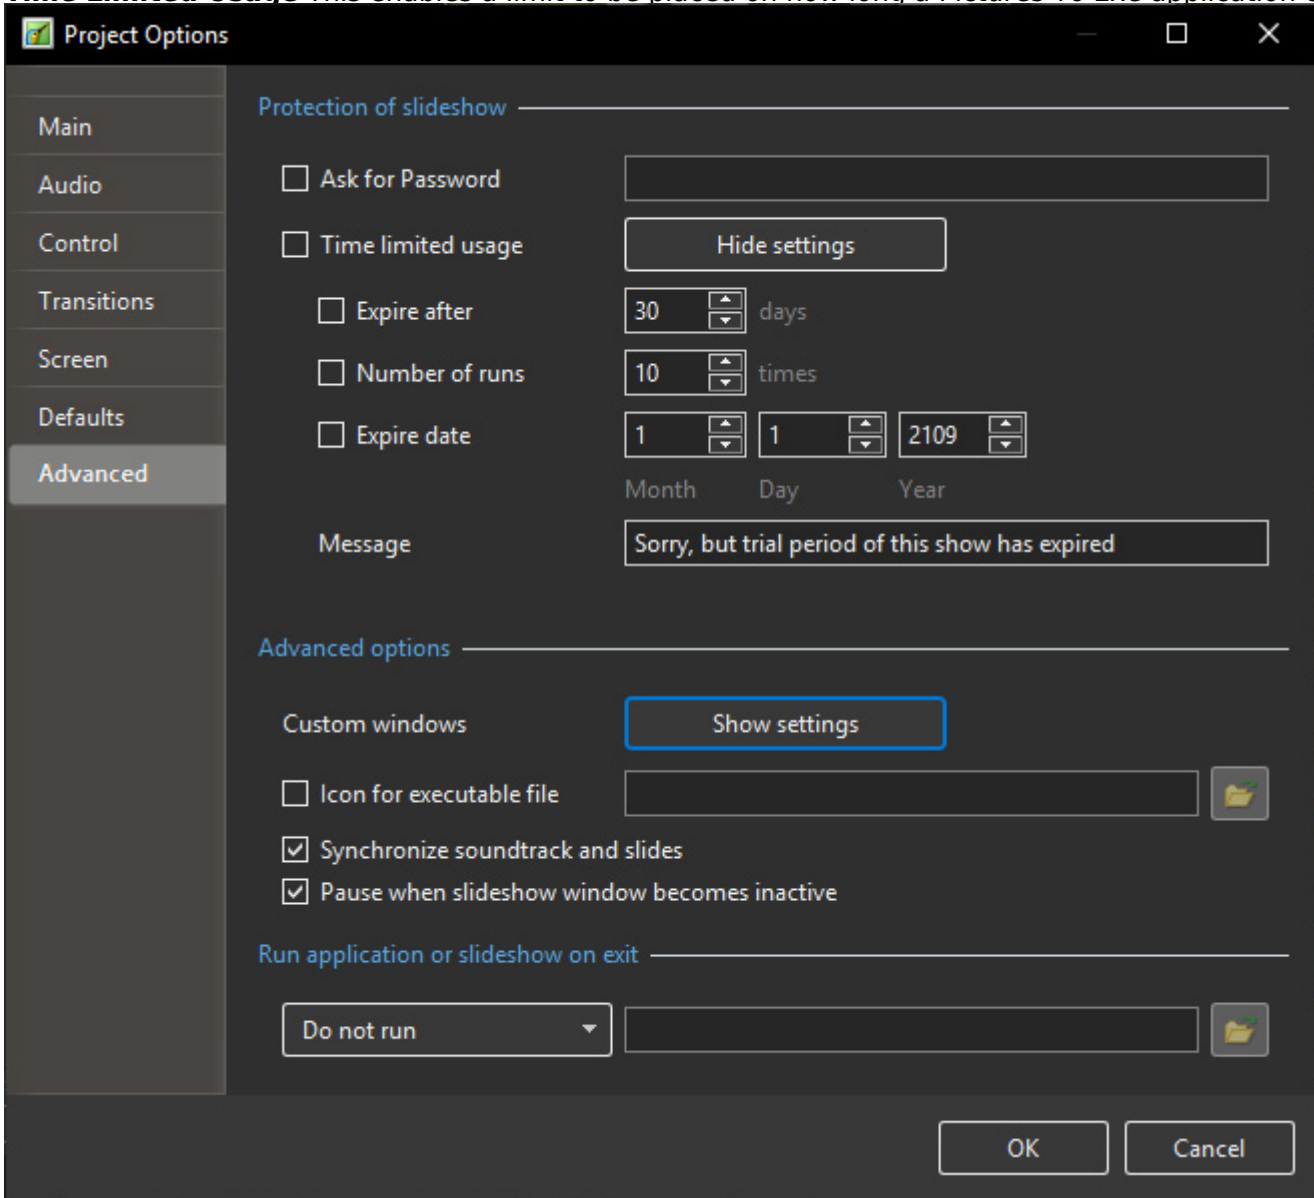 Project Options
Main
Audio
Control
Transitions
Screen
Defaults
Advanced
Protection of slideshow
Ask for Password
Time limited usage Hide settings
Expire after 30 days
Number of runs 10 times
Expire date 1 1 2109
Month Day Year
Message Sorry, but trial period of this show has expired
Advanced options
Custom windows Show settings
Icon for executable file
Synchronize soundtrack and slides
Pause when slideshow window becomes inactive
Run application or slideshow on exit
Do not run
OK Cancel